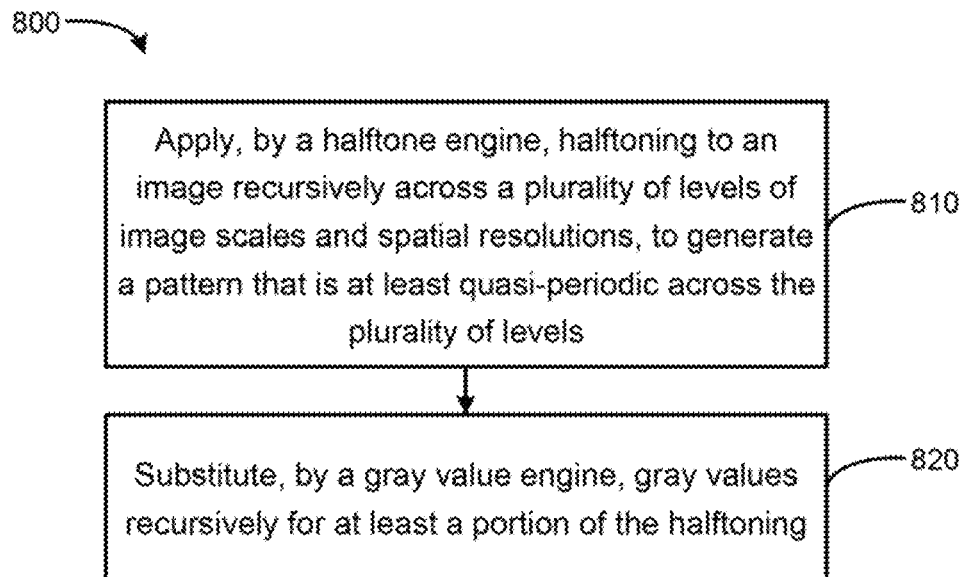 800
Apply, by a halftone engine, halftoning to an
image recursively across a plurality of levels of
image scales and spatial resolutions, to generate
a pattern that is at least quasi-periodic across the
plurality of levels
810
Substitute, by a gray value engine, gray values
recursively for at least a portion of the halftoning
820